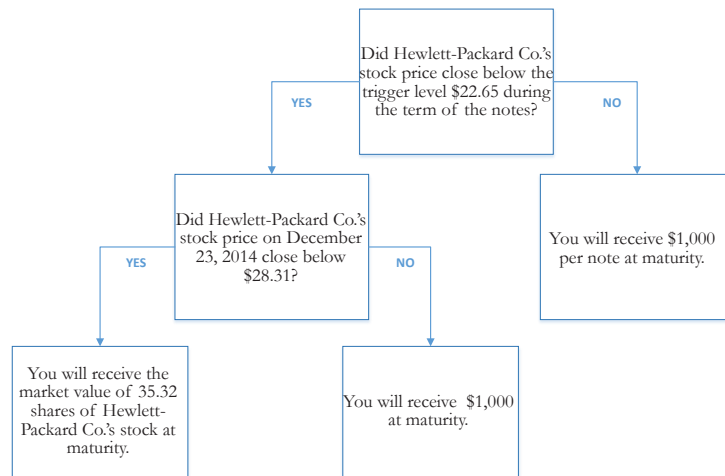 Did Hewlett-Packard Co.'s
stock price close below the
trigger level $22.65 during
the term of the notes?
YES
NO
Did Hewlett-Packard Co.'s
stock price on December
23, 2014 close below
$28.31?
You will receive $1,000
per note at maturity.
YES
NO
You will receive the
market value of 35.32
shares of Hewlett-
Packard Co.'s stock at
maturity.
You will receive $1,000
at maturity.